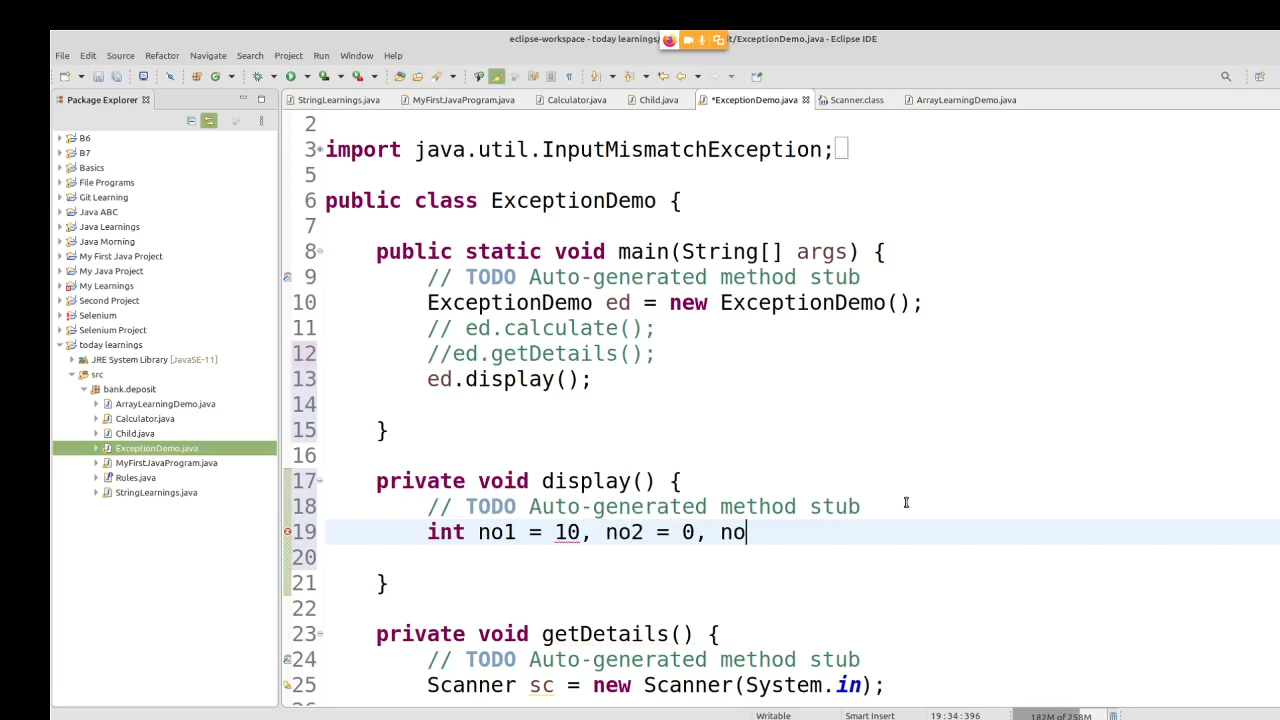 eclipse-workspace - today learnings/ t/ExceptionDemo.java - Eclipse IDE
File Edit Source Refactor Navigate Search Project Run Window Help
Package Explorer
StringLearnings.java MyFirstJavaProgram.java Calculator.java Child.java *ExceptionDemo.java Scanner.class ArrayLearningDemo.java
B6
B7
Basics
File Programs
Git Learning
Java ABC
Java Learnings
Java Morning
My First Java Project
My Java Project
My Learnings
Second Project
Selenium
Selenium Project
today learnings
JRE System Library [JavaSE-11]
src
bank.deposit
ArrayLearningDemo.java
Calculator.java
Child.java
ExceptionDemo.java
MyFirstJavaProgram.java
Rules.java
StringLearnings.java
2
3 import java.util.InputMismatchException;
5
6 public class ExceptionDemo {
7
8 public static void main(String[] args) {
9 // TODO Auto-generated method stub
10 ExceptionDemo ed = new ExceptionDemo();
11 // ed.calculate();
12 //ed.getDetails();
13 ed.display();
14
15 }
16
17 private void display() {
18 // TODO Auto-generated method stub
19 int no1 = 10, no2 = 0, no
20
21 }
22
23 private void getDetails() {
24 // TODO Auto-generated method stub
25 Scanner sc = new Scanner(System.in);
Writable Smart Insert 19:34:396 182M of 258M